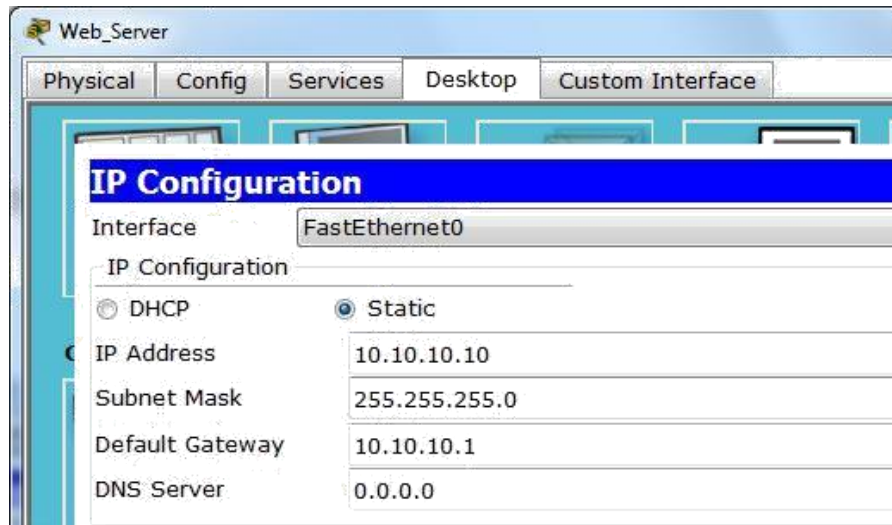 Web_Server
Physical Config Services Desktop Custom Interface
IP Configuration
Interface FastEthernet0
IP Configuration
DHCP Static
IP Address 10.10.10.10
Subnet Mask 255.255.255.0
Default Gateway 10.10.10.1
DNS Server 0.0.0.0